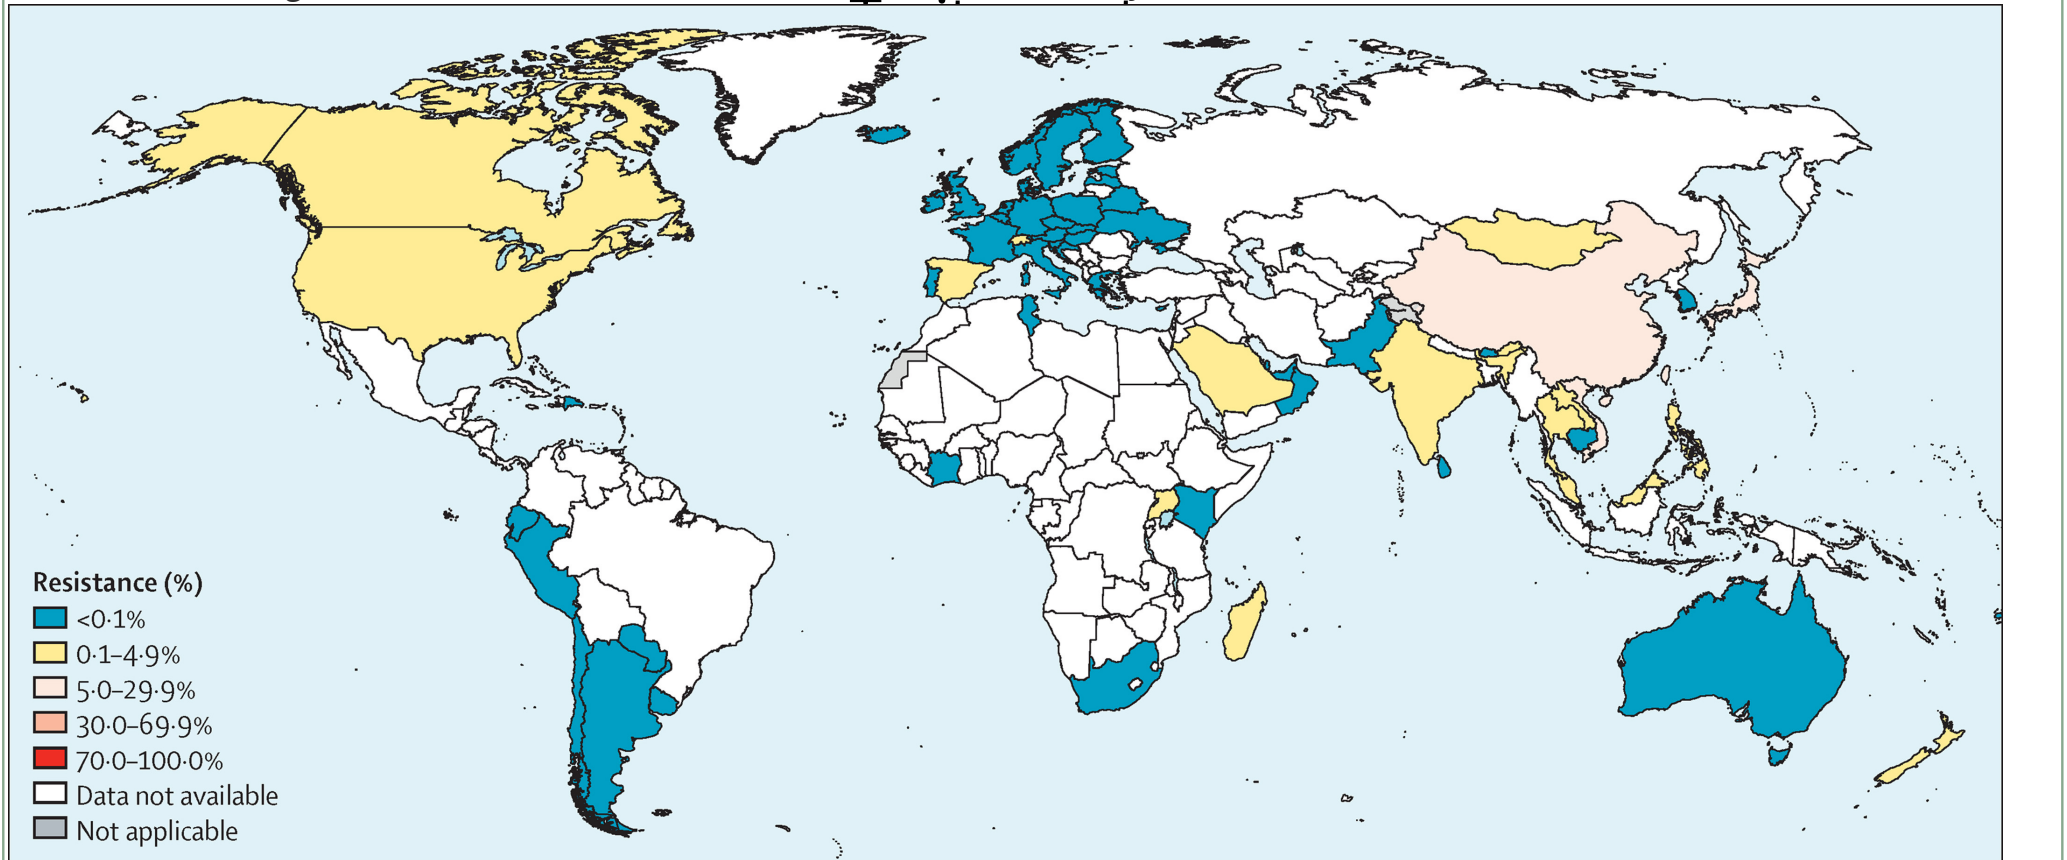 Resistance (%)
<0·1%
0·1–4·9%
5·0–29·9%
30·0–69·9%
70·0–100·0%
Data not available
Not applicable